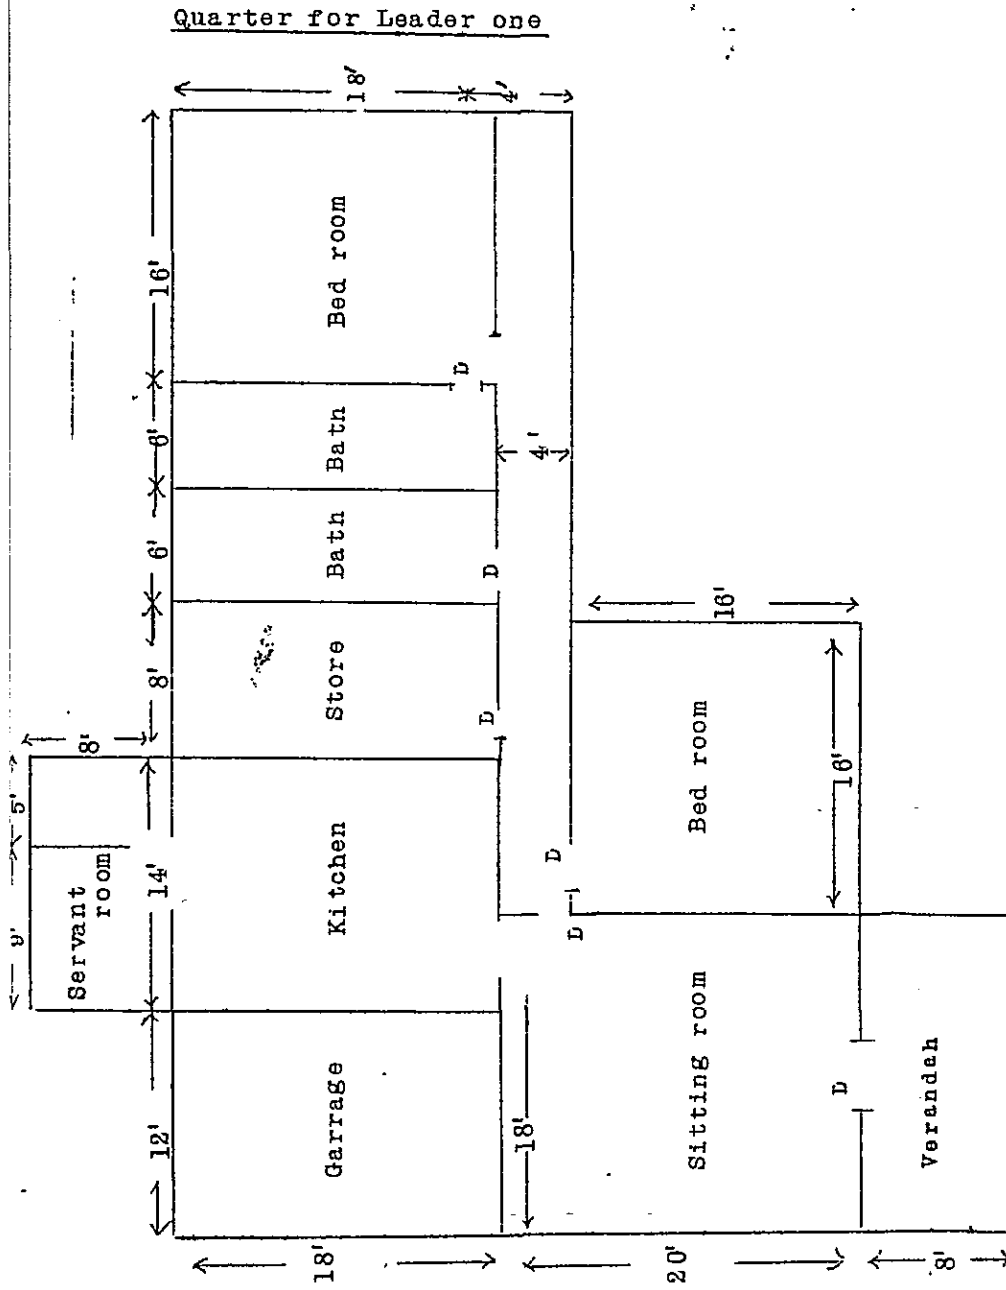 Quarter for Leader one
18'
4'
16'
6'
6'
8'
8'
5'
9'
14'
12'
Bed room
D
Bath
Bath
D
4'
Store
D
Kitchen
Servant
room
Garrage
18'
16'
Bed room
16'
D
D
Sitting room
18'
D
Verandah
20'
8'